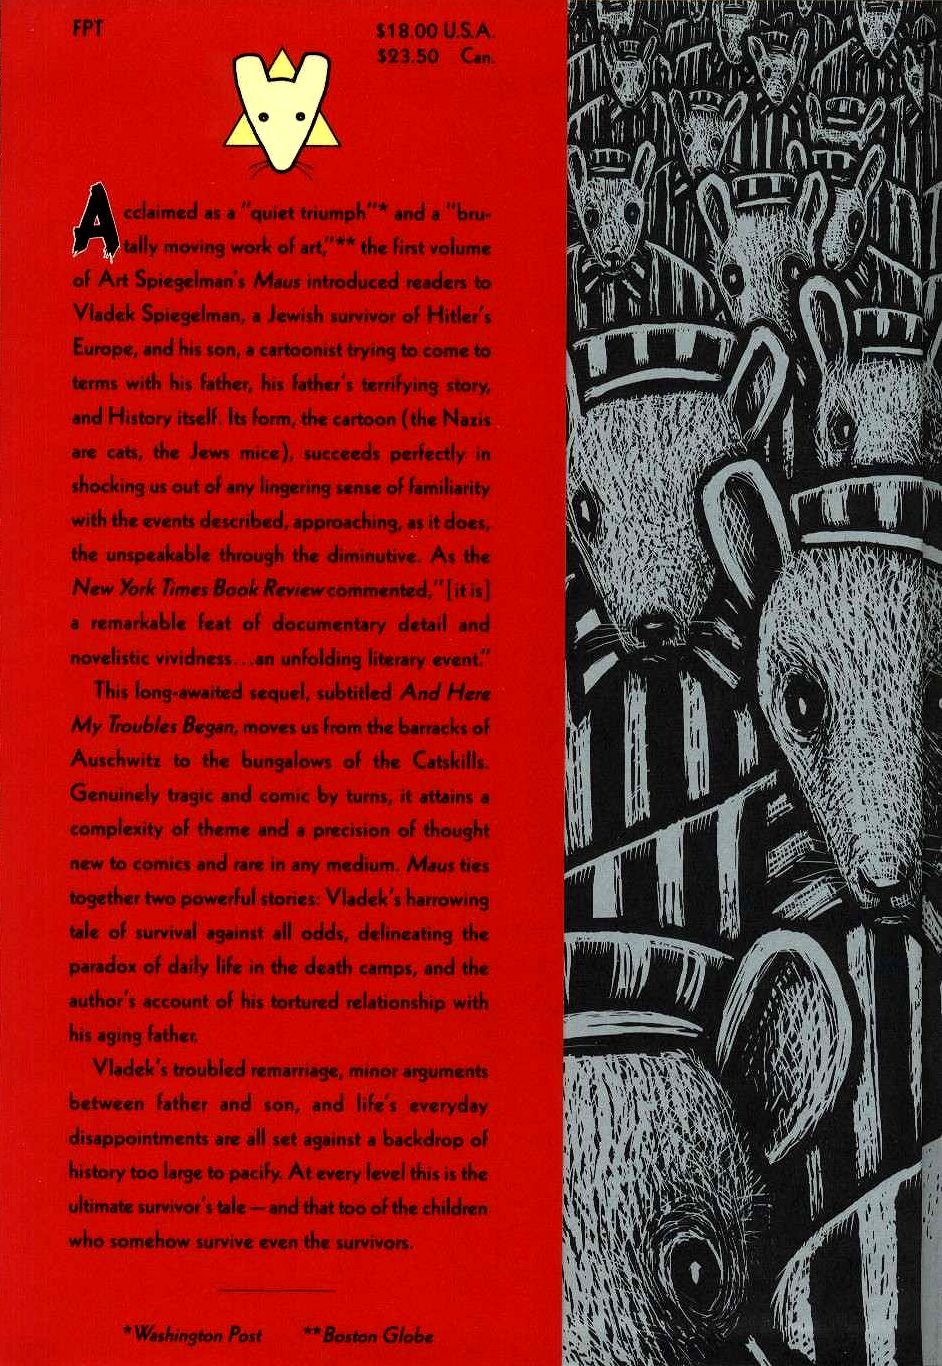 FPT
$18.00 U.S.A.
$23.50 Can.
Acclaimed as a "quiet triumph"* and a "bru-
tally moving work of art,"** the first volume
of Art Spiegelman's Maus introduced readers to
Vladek Spiegelman, a Jewish survivor of Hitler's
Europe, and his son, a cartoonist trying to come to
terms with his father, his father's terrifying story,
and History itself. Its form, the cartoon (the Nazis
are cats, the Jews mice), succeeds perfectly in
shocking us out of any lingering sense of familiarity
with the events described, approaching, as it does,
the unspeakable through the diminutive. As the
New York Times Book Review commented, "[it is]
a remarkable feat of documentary detail and
novelistic vividness...an unfolding literary event."
This long-awaited sequel, subtitled And Here
My Troubles Began, moves us from the barracks of
Auschwitz to the bungalows of the Catskills.
Genuinely tragic and comic by turns, it attains a
complexity of theme and a precision of thought
new to comics and rare in any medium. Maus ties
together two powerful stories: Vladek's harrowing
tale of survival against all odds, delineating the
paradox of daily life in the death camps, and the
author's account of his tortured relationship with
his aging father.
Vladek's troubled remarriage, minor arguments
between father and son, and life's everyday
disappointments are all set against a backdrop of
history too large to pacify. At every level this is the
ultimate survivor's tale—and that too of the children
who somehow survive even the survivors.
*Washington Post **Boston Globe